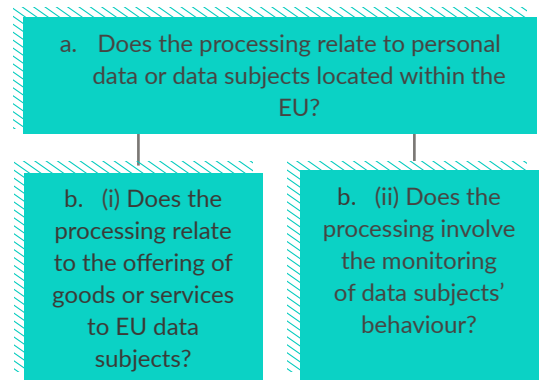 a. Does the processing relate to personal
data or data subjects located within the
EU?
b. (i) Does the
processing relate
to the offering of
goods or services
to EU data
subjects?
b. (ii) Does the
processing involve
the monitoring
of data subjects’
behaviour?